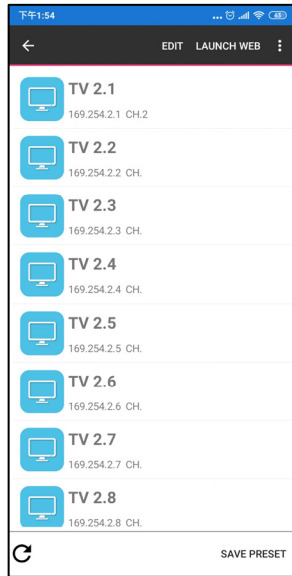 下午1:54 ... 43
EDIT LAUNCH WEB
TV 2.1
169.254.2.1 CH.2
TV 2.2
169.254.2.2 CH.
TV 2.3
169.254.2.3 CH.
TV 2.4
169.254.2.4 CH.
TV 2.5
169.254.2.5 CH.
TV 2.6
169.254.2.6 CH.
TV 2.7
169.254.2.7 CH.
TV 2.8
169.254.2.8 CH.
SAVE PRESET